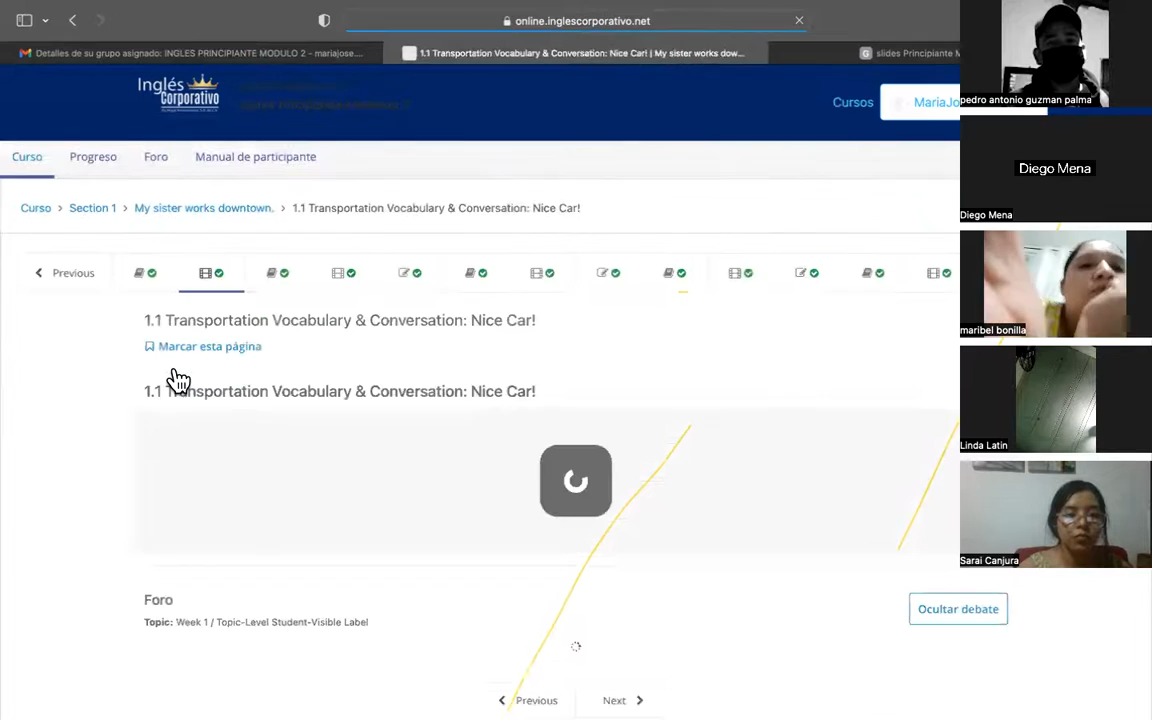 online.inglescorporativo.net
Detalles de su grupo asignado: INGLES PRINCIPIANTE MODULO 2 - mariajose....
1.1 Transportation Vocabulary & Conversation: Nice Car! | My sister works dow...
G slides Principiante M
Inglés
Corporativo
Cursos
MariaJo
Curso
Progreso
Foro
Manual de participante
Curso > Section 1 > My sister works downtown. > 1.1 Transportation Vocabulary & Conversation: Nice Car!
Previous
1.1 Transportation Vocabulary & Conversation: Nice Car!
Marcar esta página
1.1 Transportation Vocabulary & Conversation: Nice Car!
Foro
Topic: Week 1 / Topic-Level Student-Visible Label
Ocultar debate
Previous
Next
pedro antonio guzman palma
Diego Mena
Diego Mena
maribel bonilla
Linda Latin
Sarai Canjura